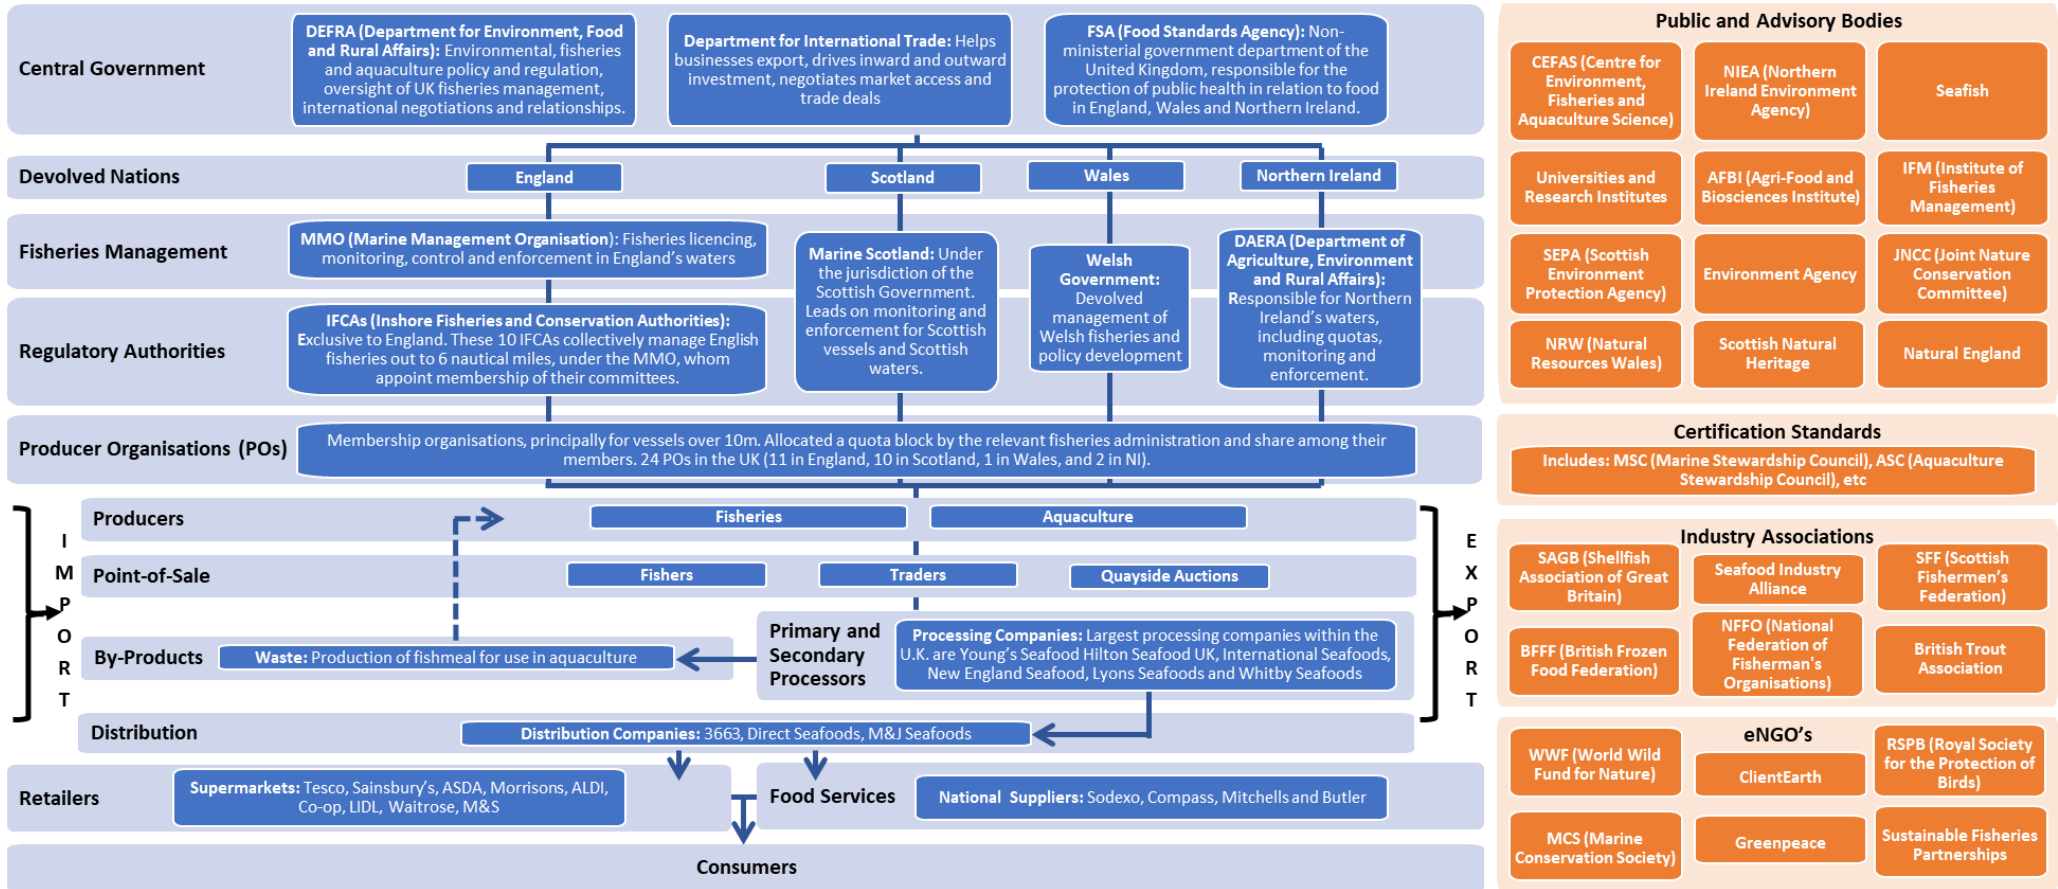 Central Government
DEFRA (Department for Environment, Food
and Rural Affairs): Environmental, fisheries
and aquaculture policy and regulation,
oversight of UK fisheries management,
international negotiations and relationships.
Department for International Trade: Helps
businesses export, drives inward and outward
investment, negotiates market access and
trade deals
FSA (Food Standards Agency): Non-
ministerial government department of the
United Kingdom, responsible for the
protection of public health in relation to food
in England, Wales and Northern Ireland.
Devolved Nations
England
Scotland
Wales
Northern Ireland
Fisheries Management
MMO (Marine Management Organisation): Fisheries licencing,
monitoring, control and enforcement in England's waters
Regulatory Authorities
IFCAs (Inshore Fisheries and Conservation Authorities):
Exclusive to England. These 10 IFCAs collectively manage English
fisheries out to 6 nautical miles, under the MMO, whom
appoint membership of their committees.
Marine Scotland: Under
the jurisdiction of the
Scottish Government.
Leads on monitoring and
enforcement for Scottish
vessels and Scottish
waters.
Welsh
Government:
Devolved
management of
Welsh fisheries and
policy development
DAERA (Department of
Agriculture, Environment
and Rural Affairs):
Responsible for Northern
Ireland's waters,
including quotas,
monitoring and
enforcement.
Producer Organisations (POs)
Membership organisations, principally for vessels over 10m. Allocated a quota block by the relevant fisheries administration and share among their
members. 24 POs in the UK (11 in England, 10 in Scotland, 1 in Wales, and 2 in NI).
IMPORT
Producers
Fisheries
Aquaculture
Point-of-Sale
Fishers
Traders
Quayside Auctions
By-Products
Waste: Production of fishmeal for use in aquaculture
Primary and
Secondary
Processors
Processing Companies: Largest processing companies within the
U.K. are Young's Seafood Hilton Seafood UK, International Seafoods,
New England Seafood, Lyons Seafoods and Whitby Seafoods
EXPORT
Distribution
Distribution Companies: 3663, Direct Seafoods, M&J Seafoods
Retailers
Supermarkets: Tesco, Sainsbury's, ASDA, Morrisons, ALDI,
Co-op, LIDL, Waitrose, M&S
Food Services
National Suppliers: Sodexo, Compass, Mitchells and Butler
Consumers
Public and Advisory Bodies
CEFAS (Centre for
Environment,
Fisheries and
Aquaculture Science)
NIEA (Northern
Ireland Environment
Agency)
Seafish
Universities and
Research Institutes
AFBI (Agri-Food and
Biosciences Institute)
IFM (Institute of
Fisheries
Management)
SEPA (Scottish
Environment
Protection Agency)
Environment Agency
JNCC (Joint Nature
Conservation
Committee)
NRW (Natural
Resources Wales)
Scottish Natural
Heritage
Natural England
Certification Standards
Includes: MSC (Marine Stewardship Council), ASC (Aquaculture
Stewardship Council), etc
Industry Associations
SAGB (Shellfish
Association of Great
Britain)
Seafood Industry
Alliance
SFF (Scottish
Fishermen's
Federation)
BFFF (British Frozen
Food Federation)
NFFO (National
Federation of
Fisherman's
Organisations)
British Trout
Association
eNGO's
WWF (World Wild
Fund for Nature)
ClientEarth
RSPB (Royal Society
for the Protection of
Birds)
MCS (Marine
Conservation Society)
Greenpeace
Sustainable Fisheries
Partnerships